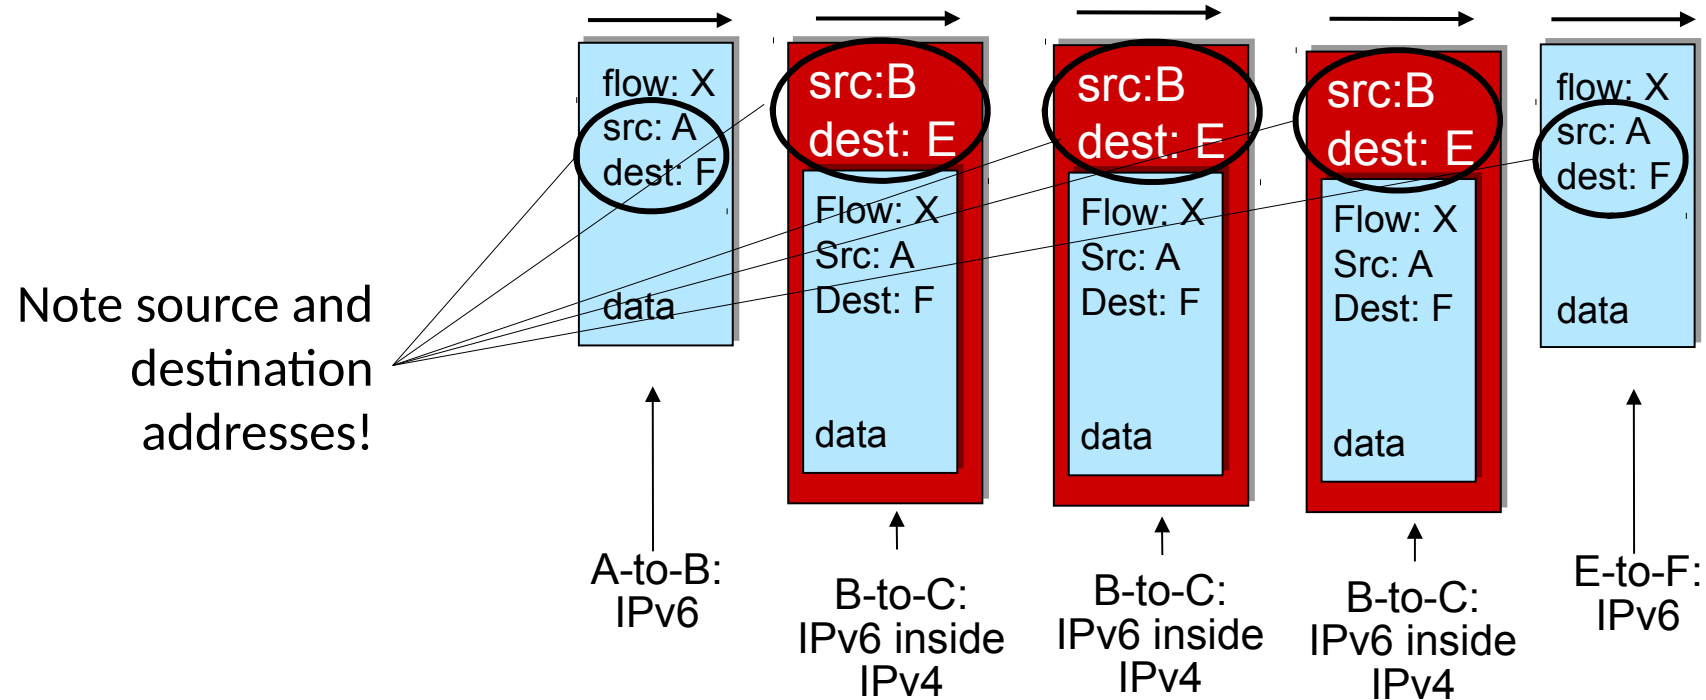 Note source and
destination
addresses!
flow: X
src: A
dest: F
data
A-to-B:
IPv6
src:B
dest: E
Flow: X
Src: A
Dest: F
data
B-to-C:
IPv6 inside
IPv4
src:B
dest: E
Flow: X
Src: A
Dest: F
data
B-to-C:
IPv6 inside
IPv4
src:B
dest: E
Flow: X
Src: A
Dest: F
data
B-to-C:
IPv6 inside
IPv4
flow: X
src: A
dest: F
data
E-to-F:
IPv6